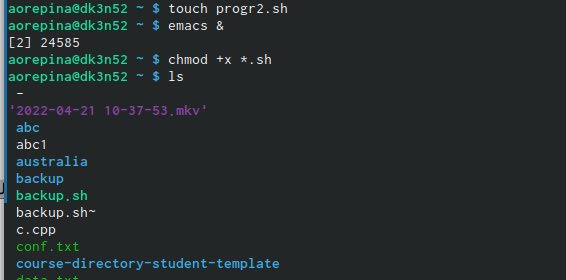 aorepina@dk3n52 ~ $ touch progr2.sh
aorepina@dk3n52 ~ $ emacs &
[2] 24585
aorepina@dk3n52 ~ $ chmod +x *.sh
aorepina@dk3n52 ~ $ ls
-
'2022-04-21 10-37-53.mkv'
abc
abc1
australia
backup
backup.sh
backup.sh~
c.cpp
conf.txt
course-directory-student-template